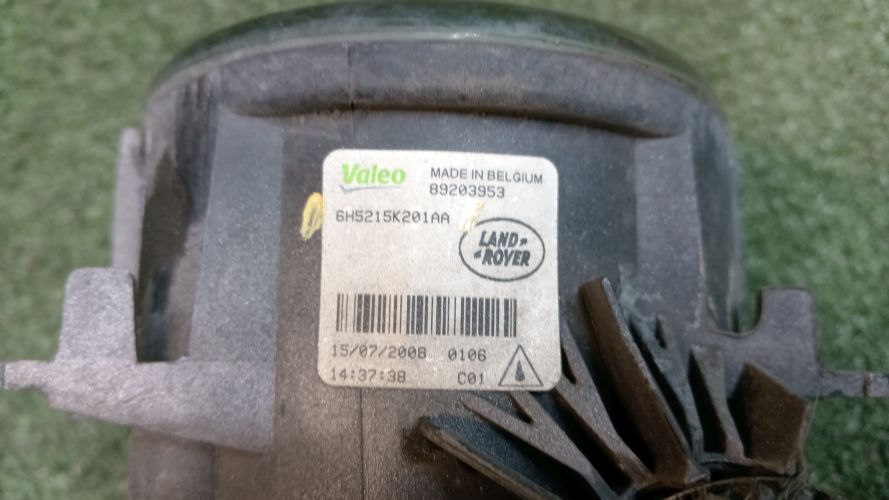 Valeo MADE IN BELGIUM
89203953
6H5215K201AA
LAND-
-ROVER
15/07/2008 0106
14:37:38 C01